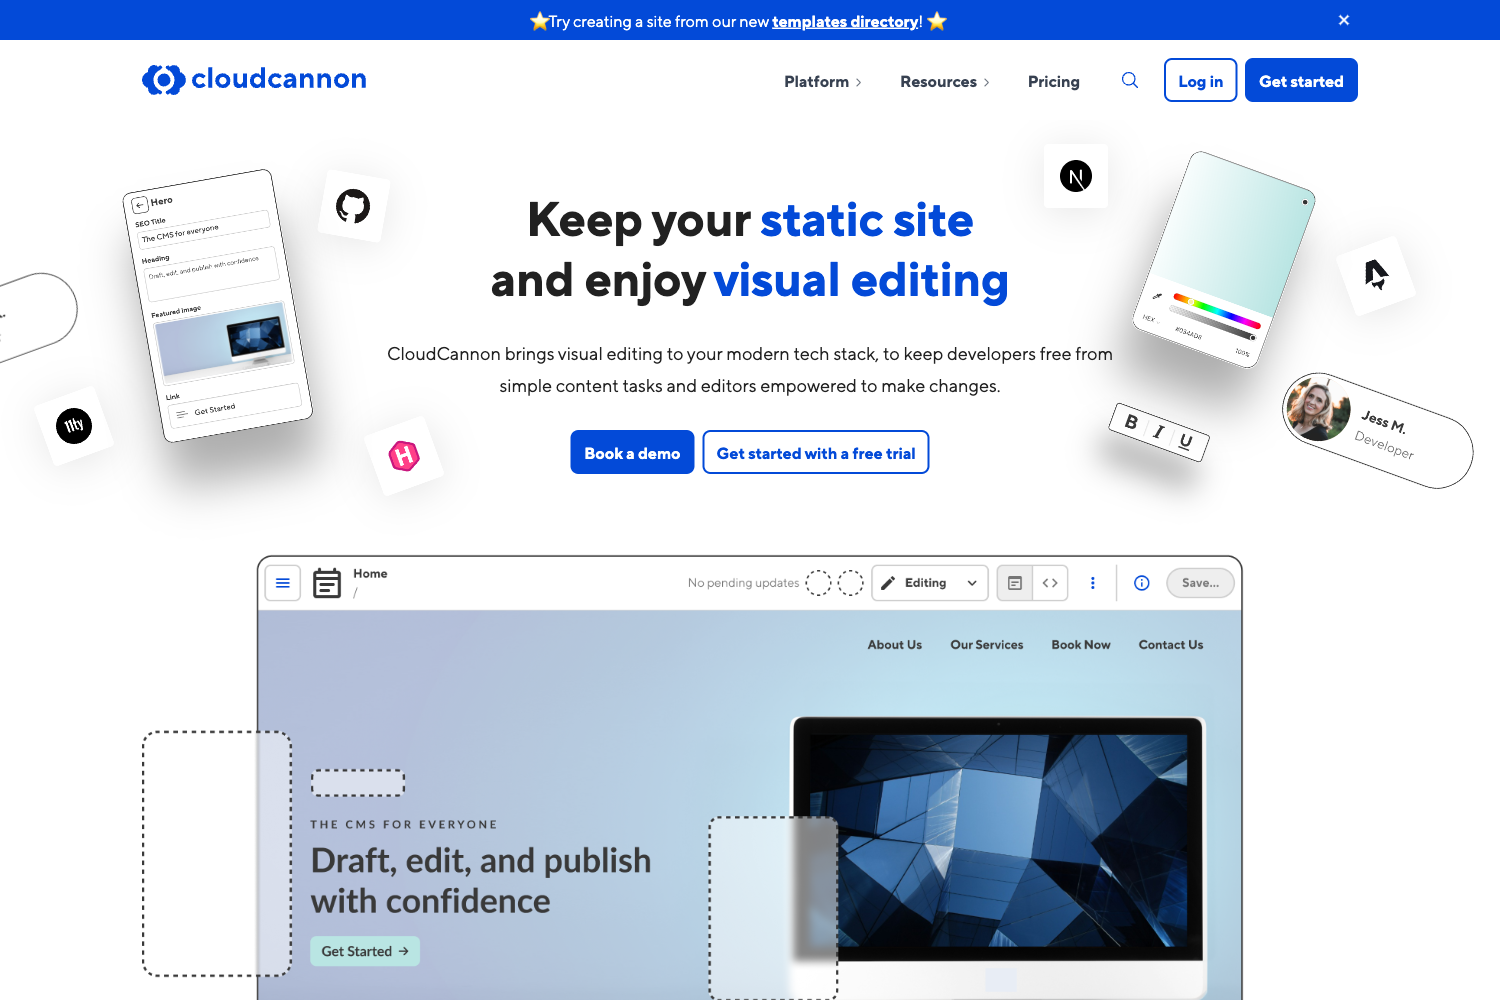 ⭐Try creating a site from our new templates directory! ⭐
cloudcannon
Platform
Resources
Pricing
Log in
Get started
Hero
SEO Title
The CMS for everyone
Heading
Draft, edit, and publish with confidence
Featured Image
Link
Get Started
11ty
H
N
Keep your static site
and enjoy visual editing
CloudCannon brings visual editing to your modern tech stack, to keep developers free from
simple content tasks and editors empowered to make changes.
Book a demo
Get started with a free trial
HEX
#034AD8
100%
B I U
Jess M.
Developer
Home
/
No pending updates
Editing
Save...
About Us
Our Services
Book Now
Contact Us
THE CMS FOR EVERYONE
Draft, edit, and publish
with confidence
Get Started